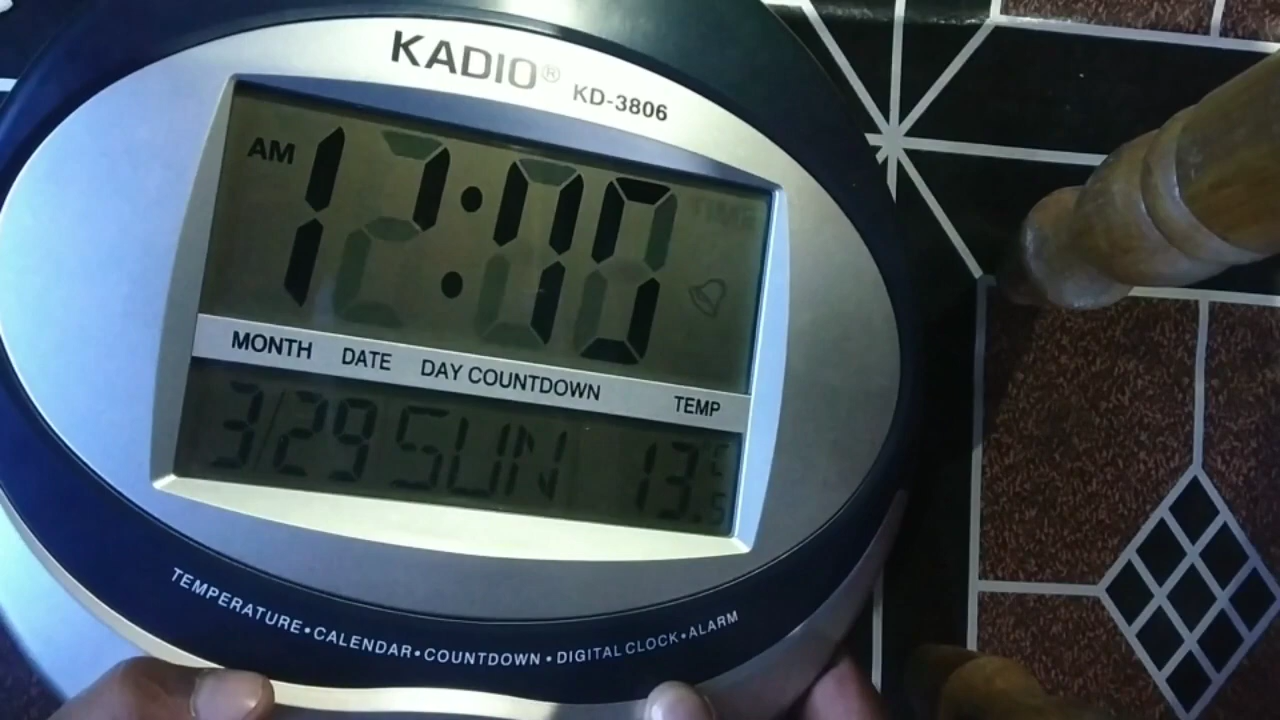 KADIO® KD-3806
AM 12:00
TIME
MONTH DATE DAY COUNTDOWN TEMP
3/29 SUN 13.5 °C
TEMPERATURE•CALENDAR•COUNTDOWN•DIGITAL CLOCK•ALARM